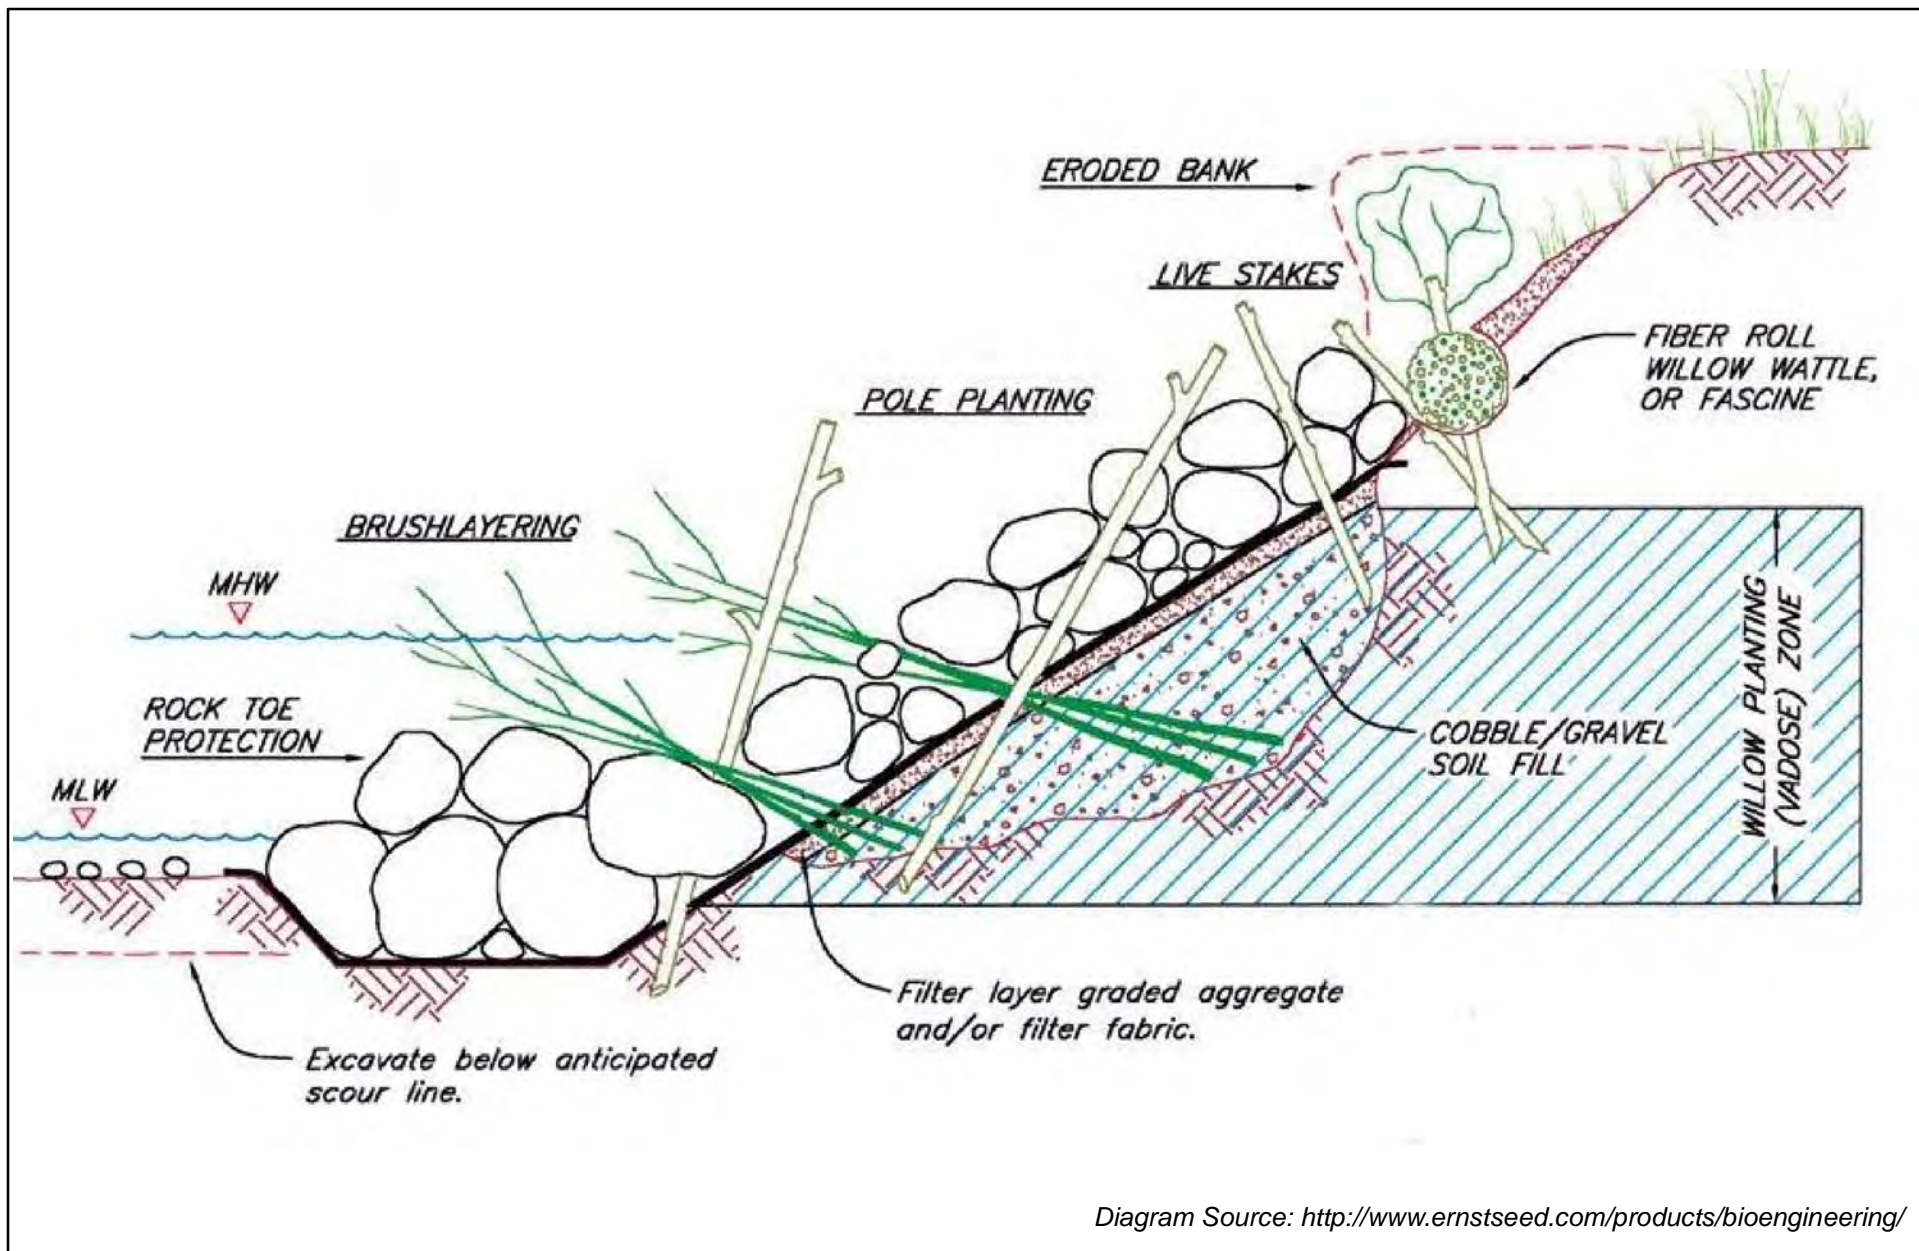 ERODED BANK
LIVE STAKES
FIBER ROLL
WILLOW WATTLE,
OR FASCINE
POLE PLANTING
BRUSHLAYERING
MHW
ROCK TOE
PROTECTION
MLW
COBBLE/GRAVEL
SOIL FILL
WILLOW PLANTING
(VADOSE) ZONE
Filter layer graded aggregate
and/or filter fabric.
Excavate below anticipated
scour line.
Diagram Source: http://www.ernstseed.com/products/bioengineering/